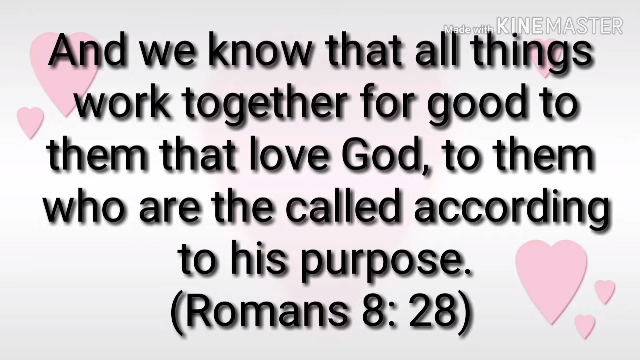 Made with KINEMASTER
And we know that all things
work together for good to
them that love God, to them
who are the called according
to his purpose.
(Romans 8: 28)